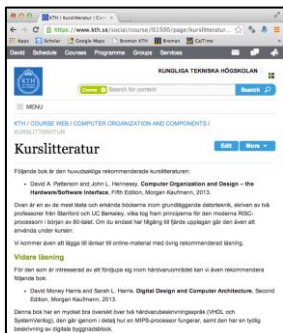 KTH | Kurslitteratur | Com
https://www.kth.se/social/course/IS2500/page/kurslitteratur...
Apps Scholar Google Maps Broman KTH Broman CalTime
David Schedule Courses Programme Groups Services
KUNGLIGA TEKNISKA HÖGSKOLAN
KTH
Course Search for content Search
MENU
KTH / COURSE WEB / COMPUTER ORGANIZATION AND COMPONENTS /
KURSLITTERATUR
Kurslitteratur
Edit More
Följande bok är den huvudsakliga rekommenderade kurslitteraturen:
• David A. Patterson and John L. Hennessy. Computer Organization and Design – the
Hardware/Software Interface, Fifth Edition, Morgan Kaufmann, 2013.
Ovan är en av de mest lästa och erkända böckerna inom grundläggande datorteknik, skriven av två
professorer från Stanford och UC Berkeley, vilka tog fram principerna för den moderna RISC-
processorn i början av 80-talet. Om du endast har tillgång till fjärde upplagan går den även att
använda under kursen.
Vi kommer även att lägga till länkar till online-material med övrig rekommenderad läsning.
Vidare läsning
För den som är intresserad av att fördjupa sig inom hårdvaruområdet kan vi även rekommendera
följande bok:
• David Money Harris and Sarah L. Harris. Digital Design and Computer Architecture, Second
Edition, Morgan Kaufmann, 2013.
Denna bok har en mycket bra översikt över två hårdvarubeskrivningsspråk (VHDL och
SystemVerilog), den går genom i detalj hur en MIPS-processor fungerar, samt den har en tydlig
beskrivning av digitala byggnadsblock.